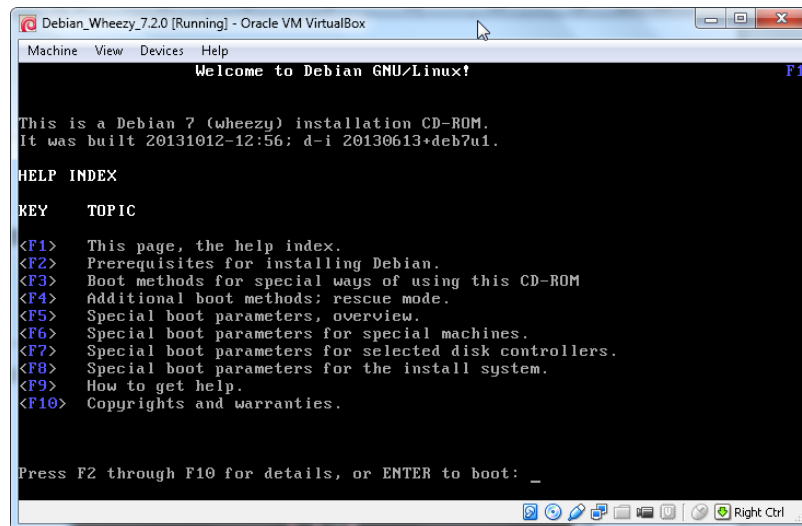 Debian_Wheezy_7.2.0 [Running] - Oracle VM VirtualBox
Machine View Devices Help
Welcome to Debian GNU/Linux! F1
This is a Debian 7 (wheezy) installation CD-ROM.
It was built 20131012-12:56; d-i 20130613+deb7u1.
HELP INDEX
KEY TOPIC
<F1> This page, the help index.
<F2> Prerequisites for installing Debian.
<F3> Boot methods for special ways of using this CD-ROM
<F4> Additional boot methods; rescue mode.
<F5> Special boot parameters, overview.
<F6> Special boot parameters for special machines.
<F7> Special boot parameters for selected disk controllers.
<F8> Special boot parameters for the install system.
<F9> How to get help.
<F10> Copyrights and warranties.
Press F2 through F10 for details, or ENTER to boot: _
Right Ctrl